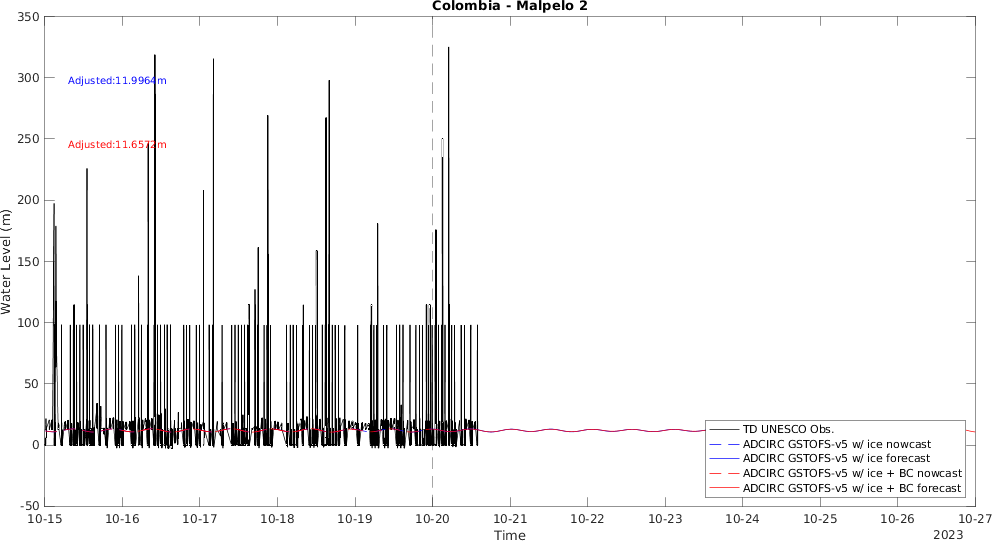 Colombia - Malpelo 2
350
300
250
200
150
100
50
0
-50
Water Level (m)
Adjusted:11.9964m
Adjusted:11.6572m
TD UNESCO Obs.
ADCIRC GSTOFS-v5 w/ ice nowcast
ADCIRC GSTOFS-v5 w/ ice forecast
ADCIRC GSTOFS-v5 w/ ice + BC nowcast
ADCIRC GSTOFS-v5 w/ ice + BC forecast
10-15 10-16 10-17 10-18 10-19 10-20 10-21 10-22 10-23 10-24 10-25 10-26 10-27
Time
2023